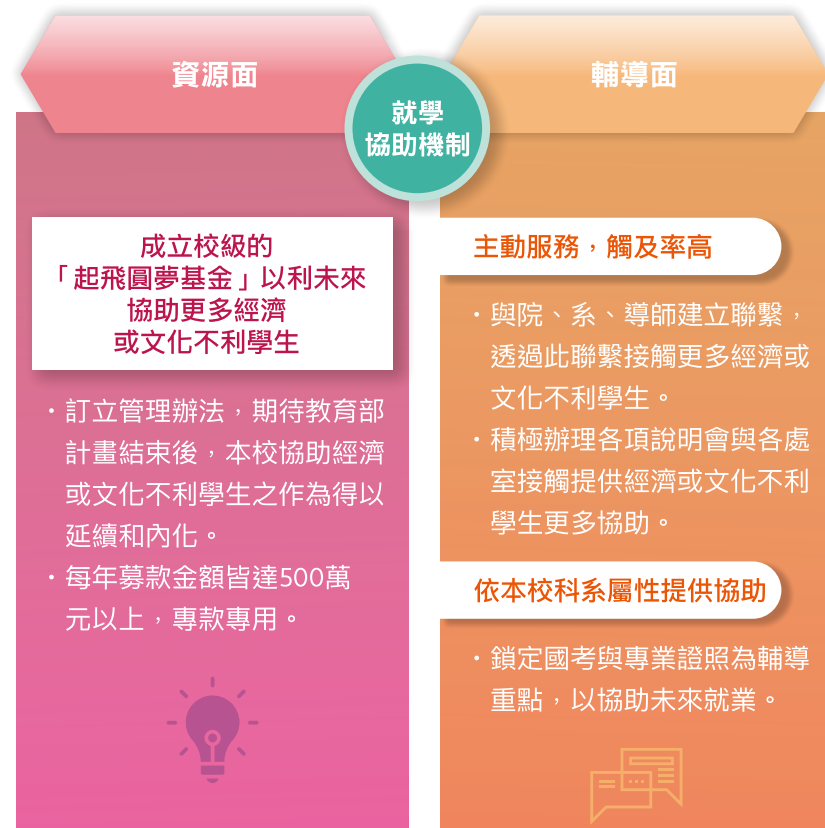 資源面
就學
協助機制
輔導面
成立校級的
「起飛圓夢基金」以利未來
協助更多經濟
或文化不利學生
・訂立管理辦法，期待教育部
計畫結束後，本校協助經濟
或文化不利學生之作為得以
延續和內化。
・每年募款金額皆達500萬
元以上，專款專用。
主動服務，觸及率高
・與院、系、導師建立聯繫，
透過此聯繫接觸更多經濟或
文化不利學生。
・積極辦理各項說明會與各處
室接觸提供經濟或文化不利
學生更多協助。
依本校科系屬性提供協助
・鎖定國考與專業證照為輔導
重點，以協助未來就業。